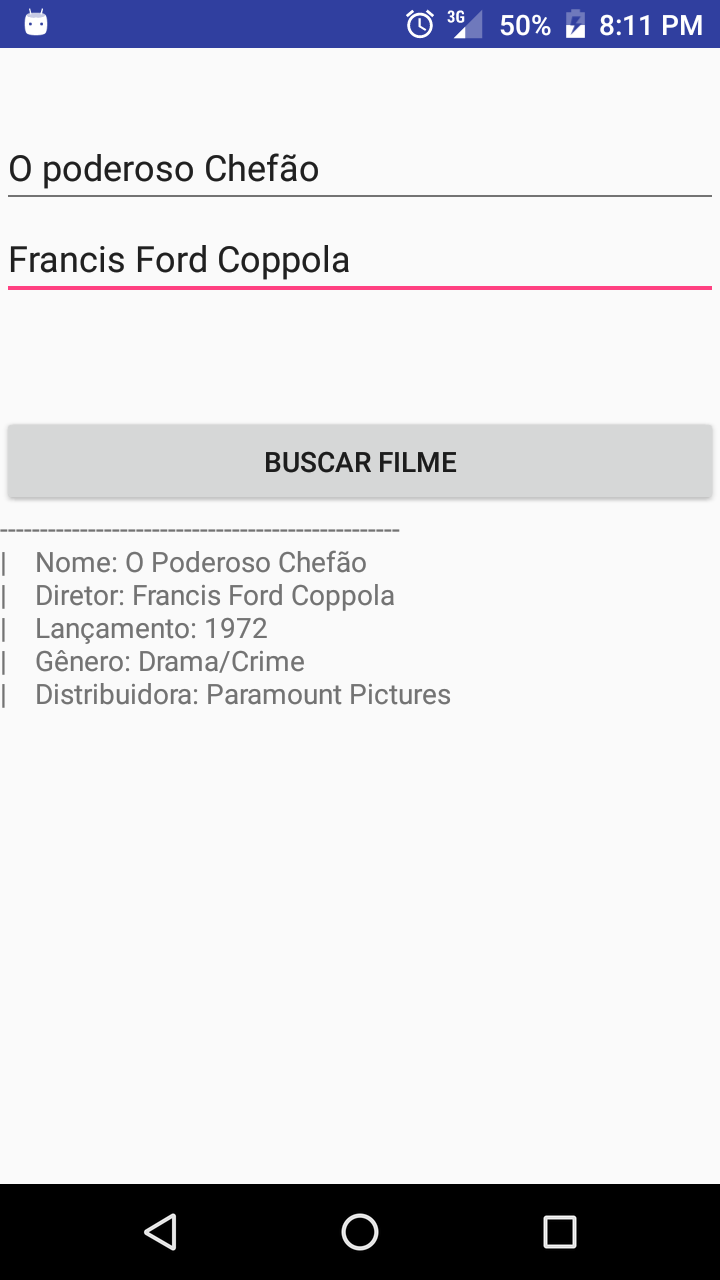 3G 50% 8:11 PM
O poderoso Chefão
Francis Ford Coppola
BUSCAR FILME
--------------------------------------------------
| Nome: O Poderoso Chefão
| Diretor: Francis Ford Coppola
| Lançamento: 1972
| Gênero: Drama/Crime
| Distribuidora: Paramount Pictures